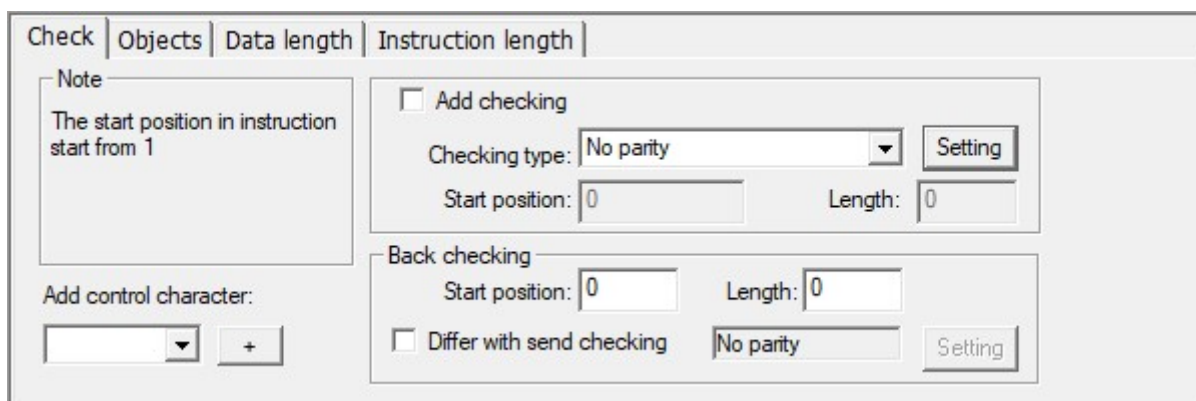 Check Objects Data length Instruction length
Note
The start position in instruction
start from 1
Add control character:
+
Add checking
Checking type: No parity Setting
Start position: 0 Length: 0
Back checking
Start position: 0 Length: 0
Differ with send checking No parity Setting